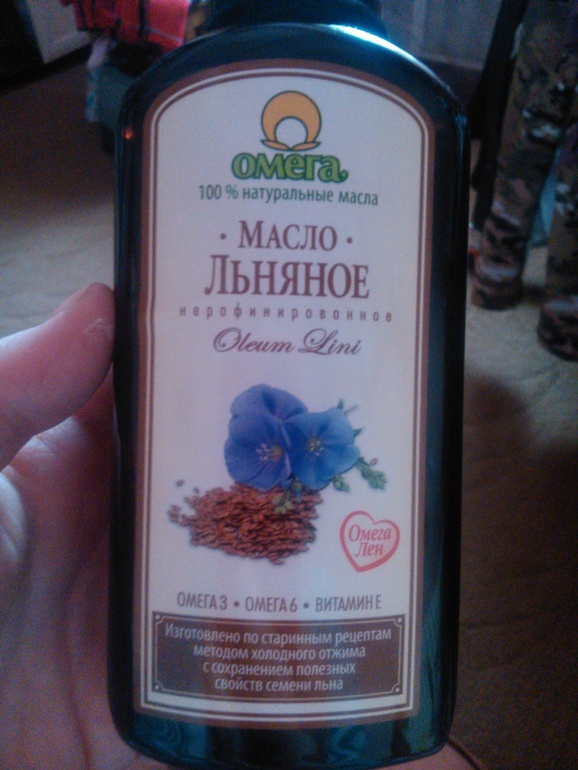 омега
100 % натуральные масла
· МАСЛО ·
ЛЬНЯНОЕ
нерафинированное
Oleum Lini
Омега
Лен
ОМЕГА 3 • ОМЕГА 6 • ВИТАМИН Е
Изготовлено по старинным рецептам
методом холодного отжима
с сохранением полезных
свойств семени льна